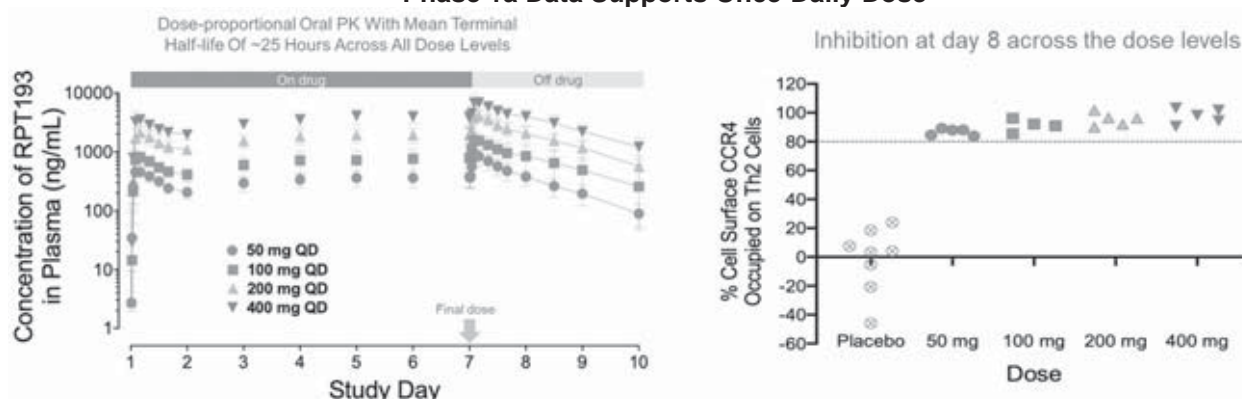 Phase 1a Data Supports Once Daily Dose
Dose-proportional Oral PK With Mean Terminal
Half-life Of ~25 Hours Across All Dose Levels
On drug
Off drug
Concentration of RPT193
in Plasma (ng/mL)
10000
1000
100
10
1
50 mg QD
100 mg QD
200 mg QD
400 mg QD
Final dose
1 2 3 4 5 6 7 7 8 9 10
Study Day
Inhibition at day 8 across the dose levels
% Cell Surface CCR4
Occupied on Th2 Cells
120
100
80
60
40
20
0
-20
-40
-60
Placebo 50 mg 100 mg 200 mg 400 mg
Dose